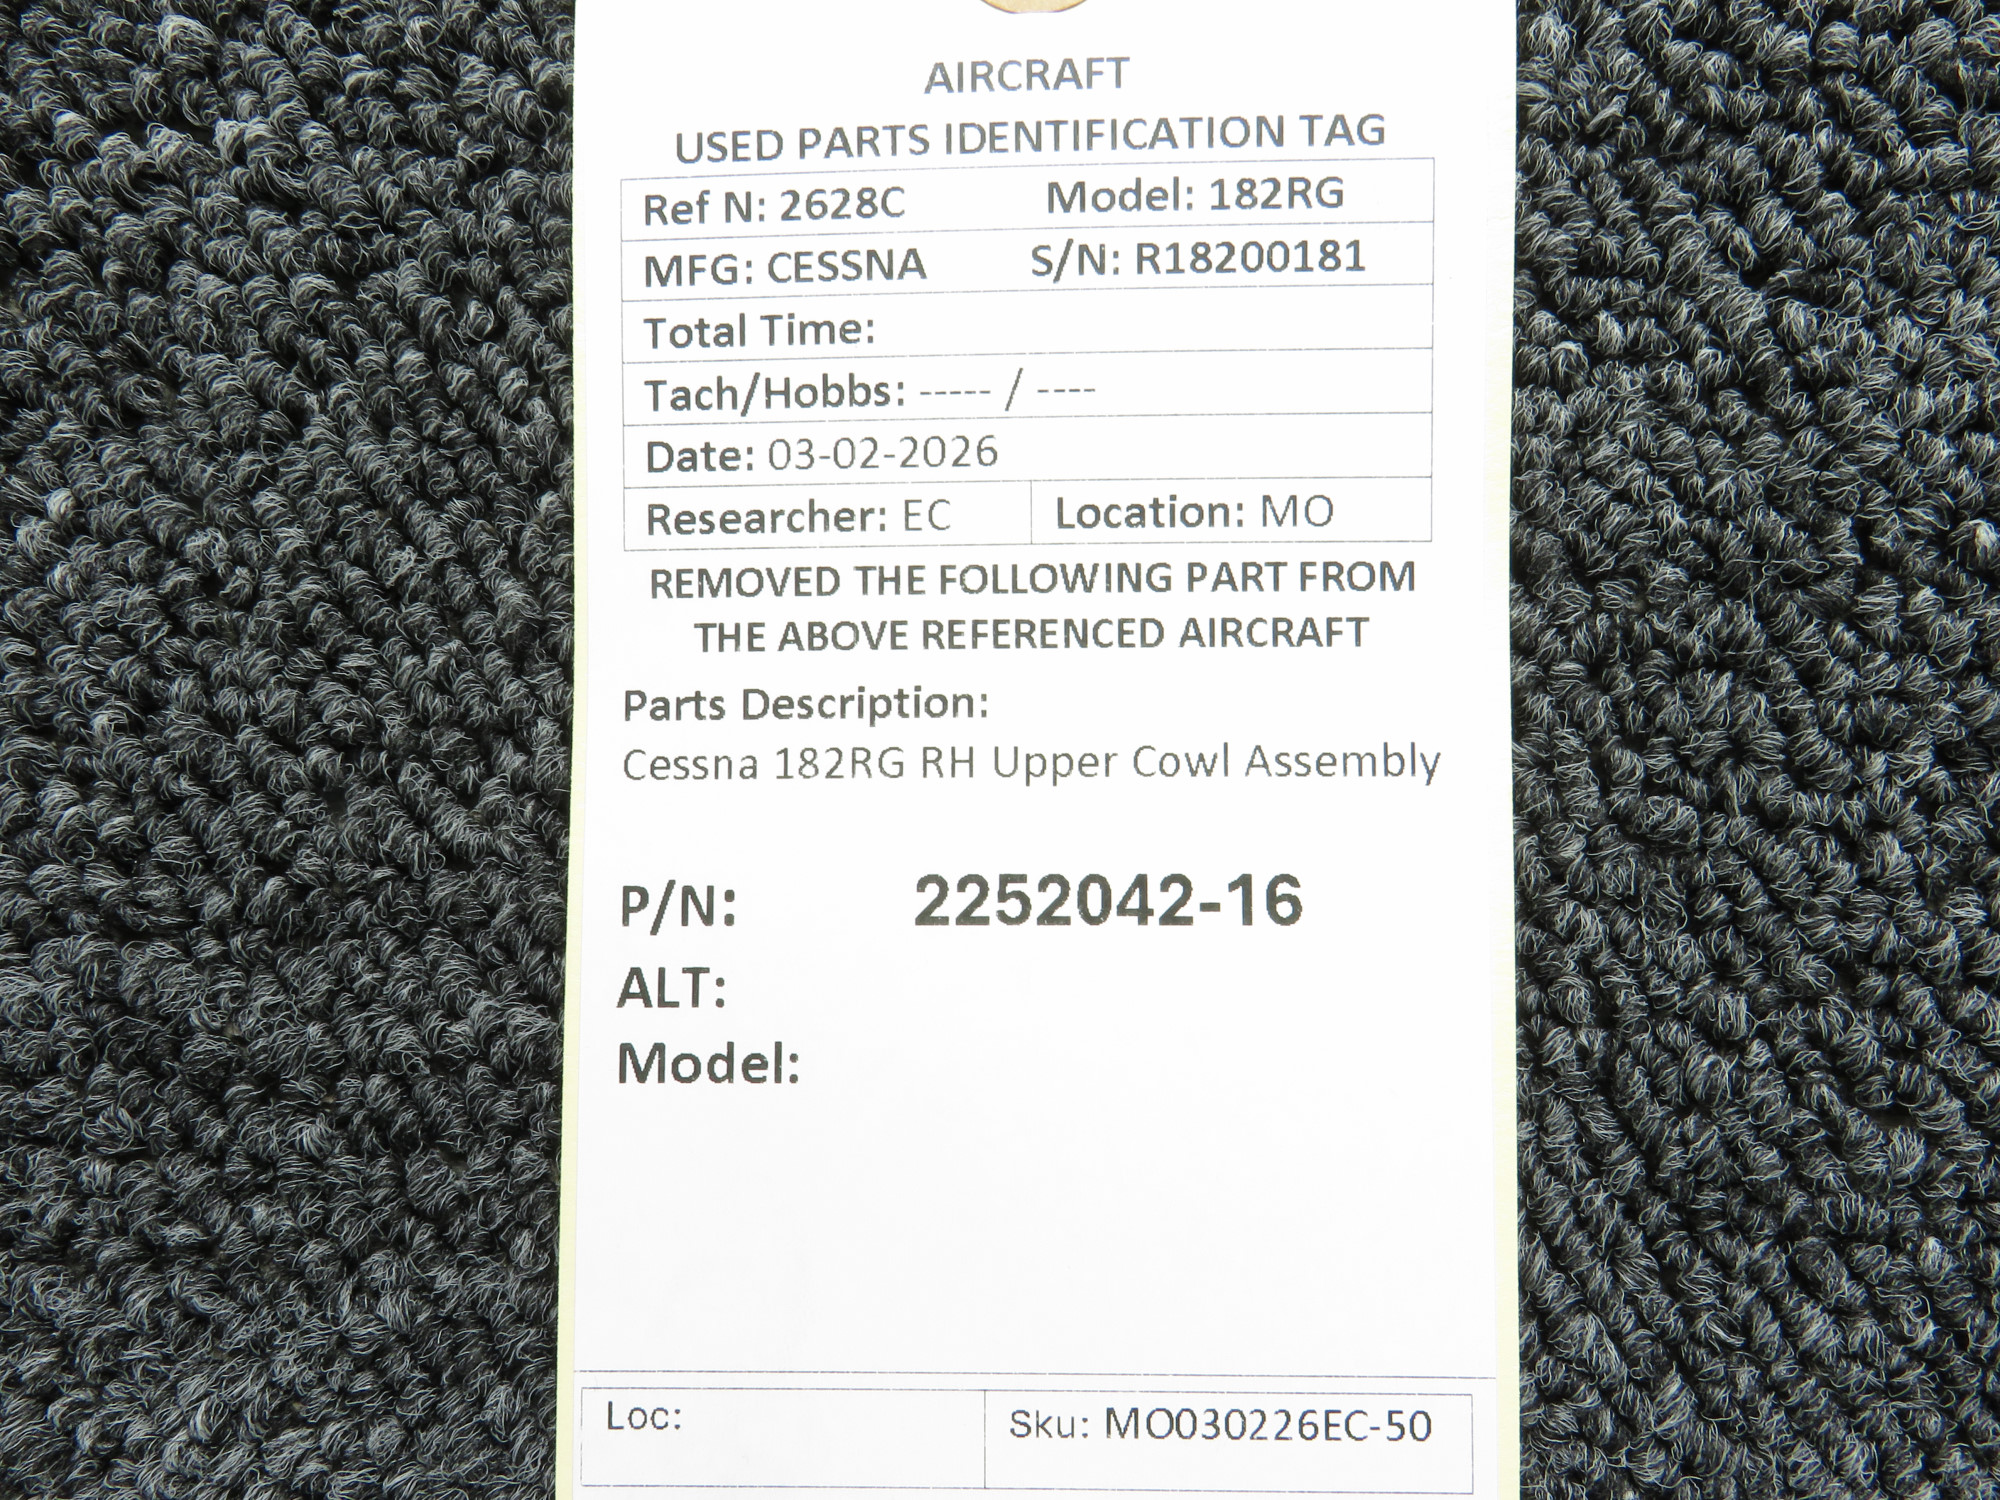 AIRCRAFT
USED PARTS IDENTIFICATION TAG
Ref N: 2628C Model: 182RG
MFG: CESSNA S/N: R18200181
Total Time:
Tach/Hobbs: ----- / ----
Date: 03-02-2026
Researcher: EC Location: MO
REMOVED THE FOLLOWING PART FROM
THE ABOVE REFERENCED AIRCRAFT
Parts Description:
Cessna 182RG RH Upper Cowl Assembly
P/N: 2252042-16
ALT:
Model:
Loc: Sku: MO030226EC-50